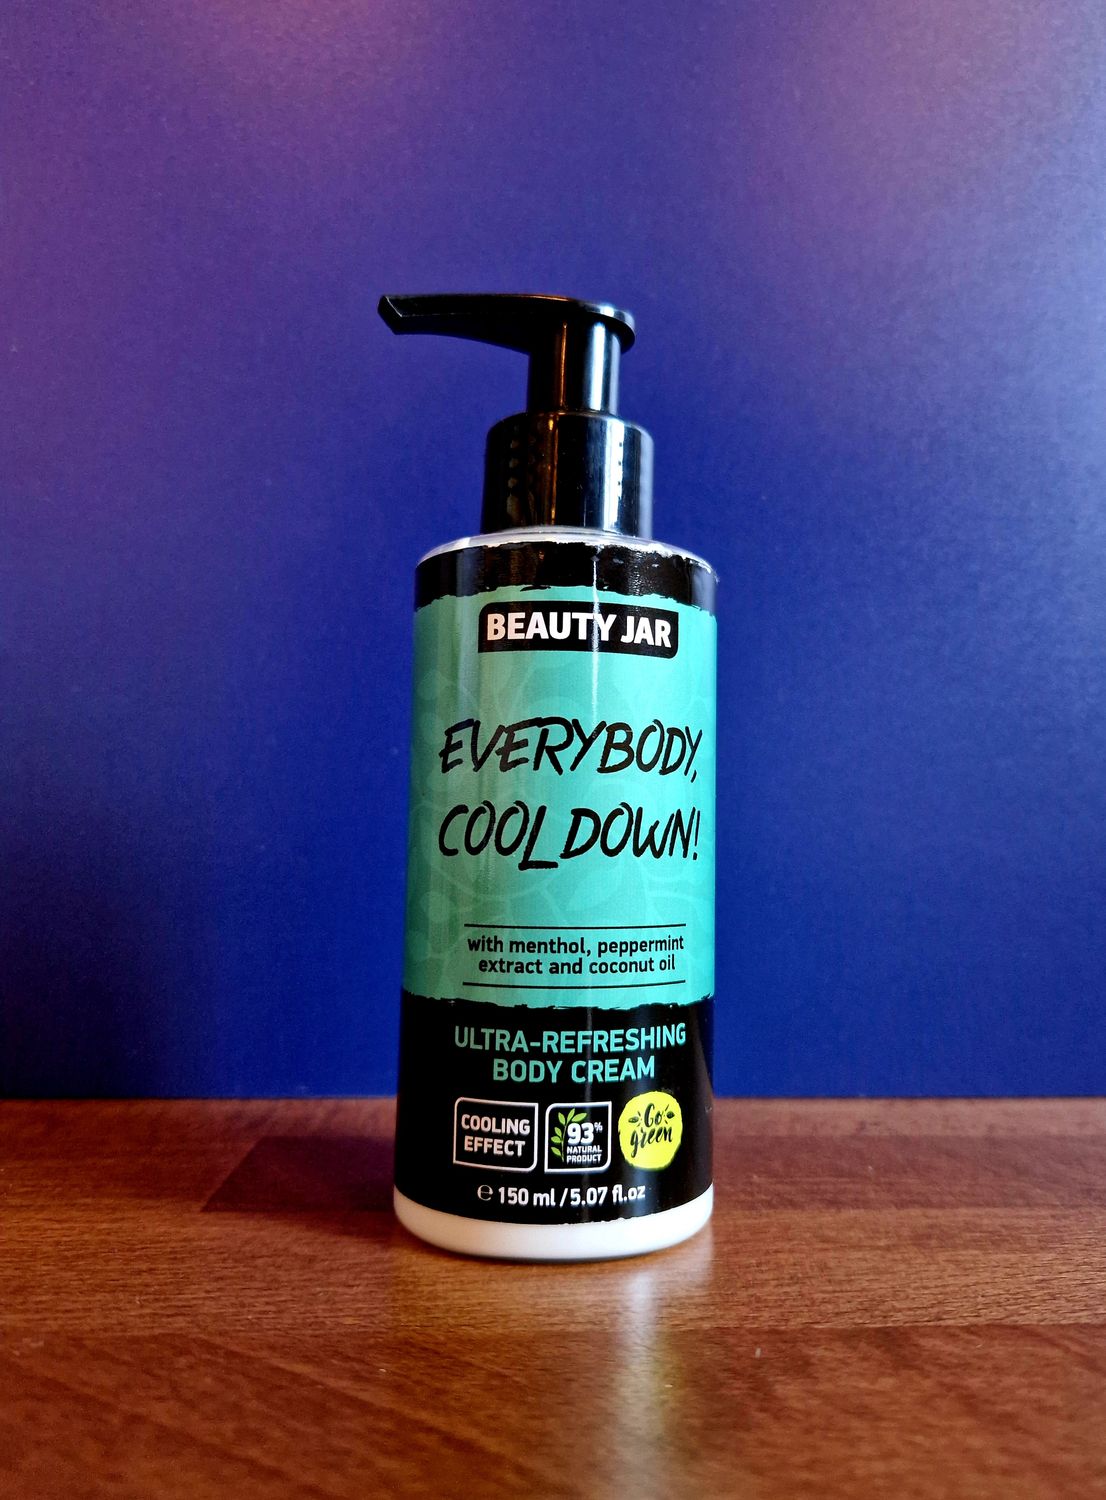 BEAUTY JAR
EVERYBODY,
COOL DOWN!
with menthol, peppermint
extract and coconut oil
ULTRA-REFRESHING
BODY CREAM
COOLING
EFFECT
93%
NATURAL
PRODUCT
Go
green
℮ 150 ml / 5.07 fl.oz